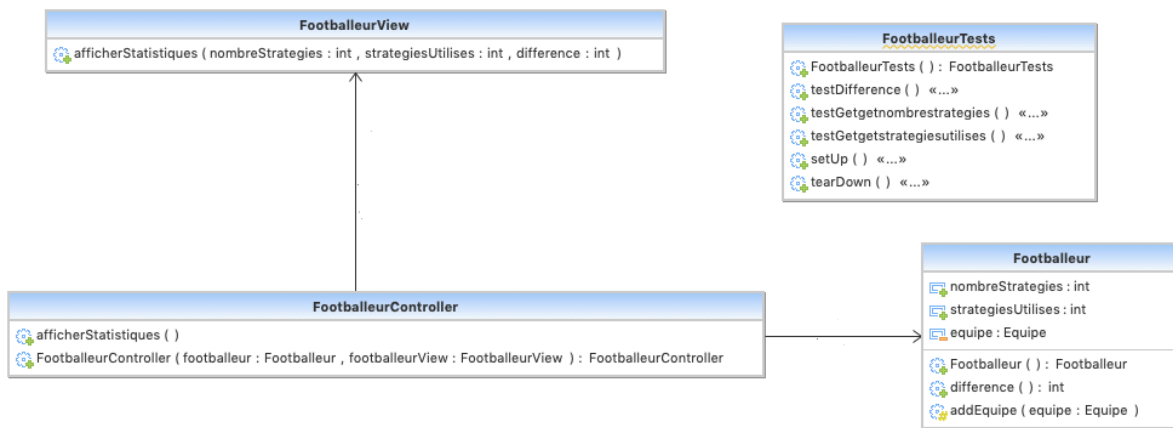 FootballeurView
afficherStatistiques ( nombreStrategies : int , strategiesUtilises : int , difference : int )
FootballeurTests
FootballeurTests ( ) : FootballeurTests
testDifference ( ) «...»
testGetgetnombrestrategies ( ) «...»
testGetgetstrategiesutilises ( ) «...»
setUp ( ) «...»
tearDown ( ) «...»
FootballeurController
afficherStatistiques ( )
FootballeurController ( footballeur : Footballeur , footballeurView : FootballeurView ) : FootballeurController
Footballeur
nombreStrategies : int
strategiesUtilises : int
equipe : Equipe
Footballeur ( ) : Footballeur
difference ( ) : int
addEquipe ( equipe : Equipe )